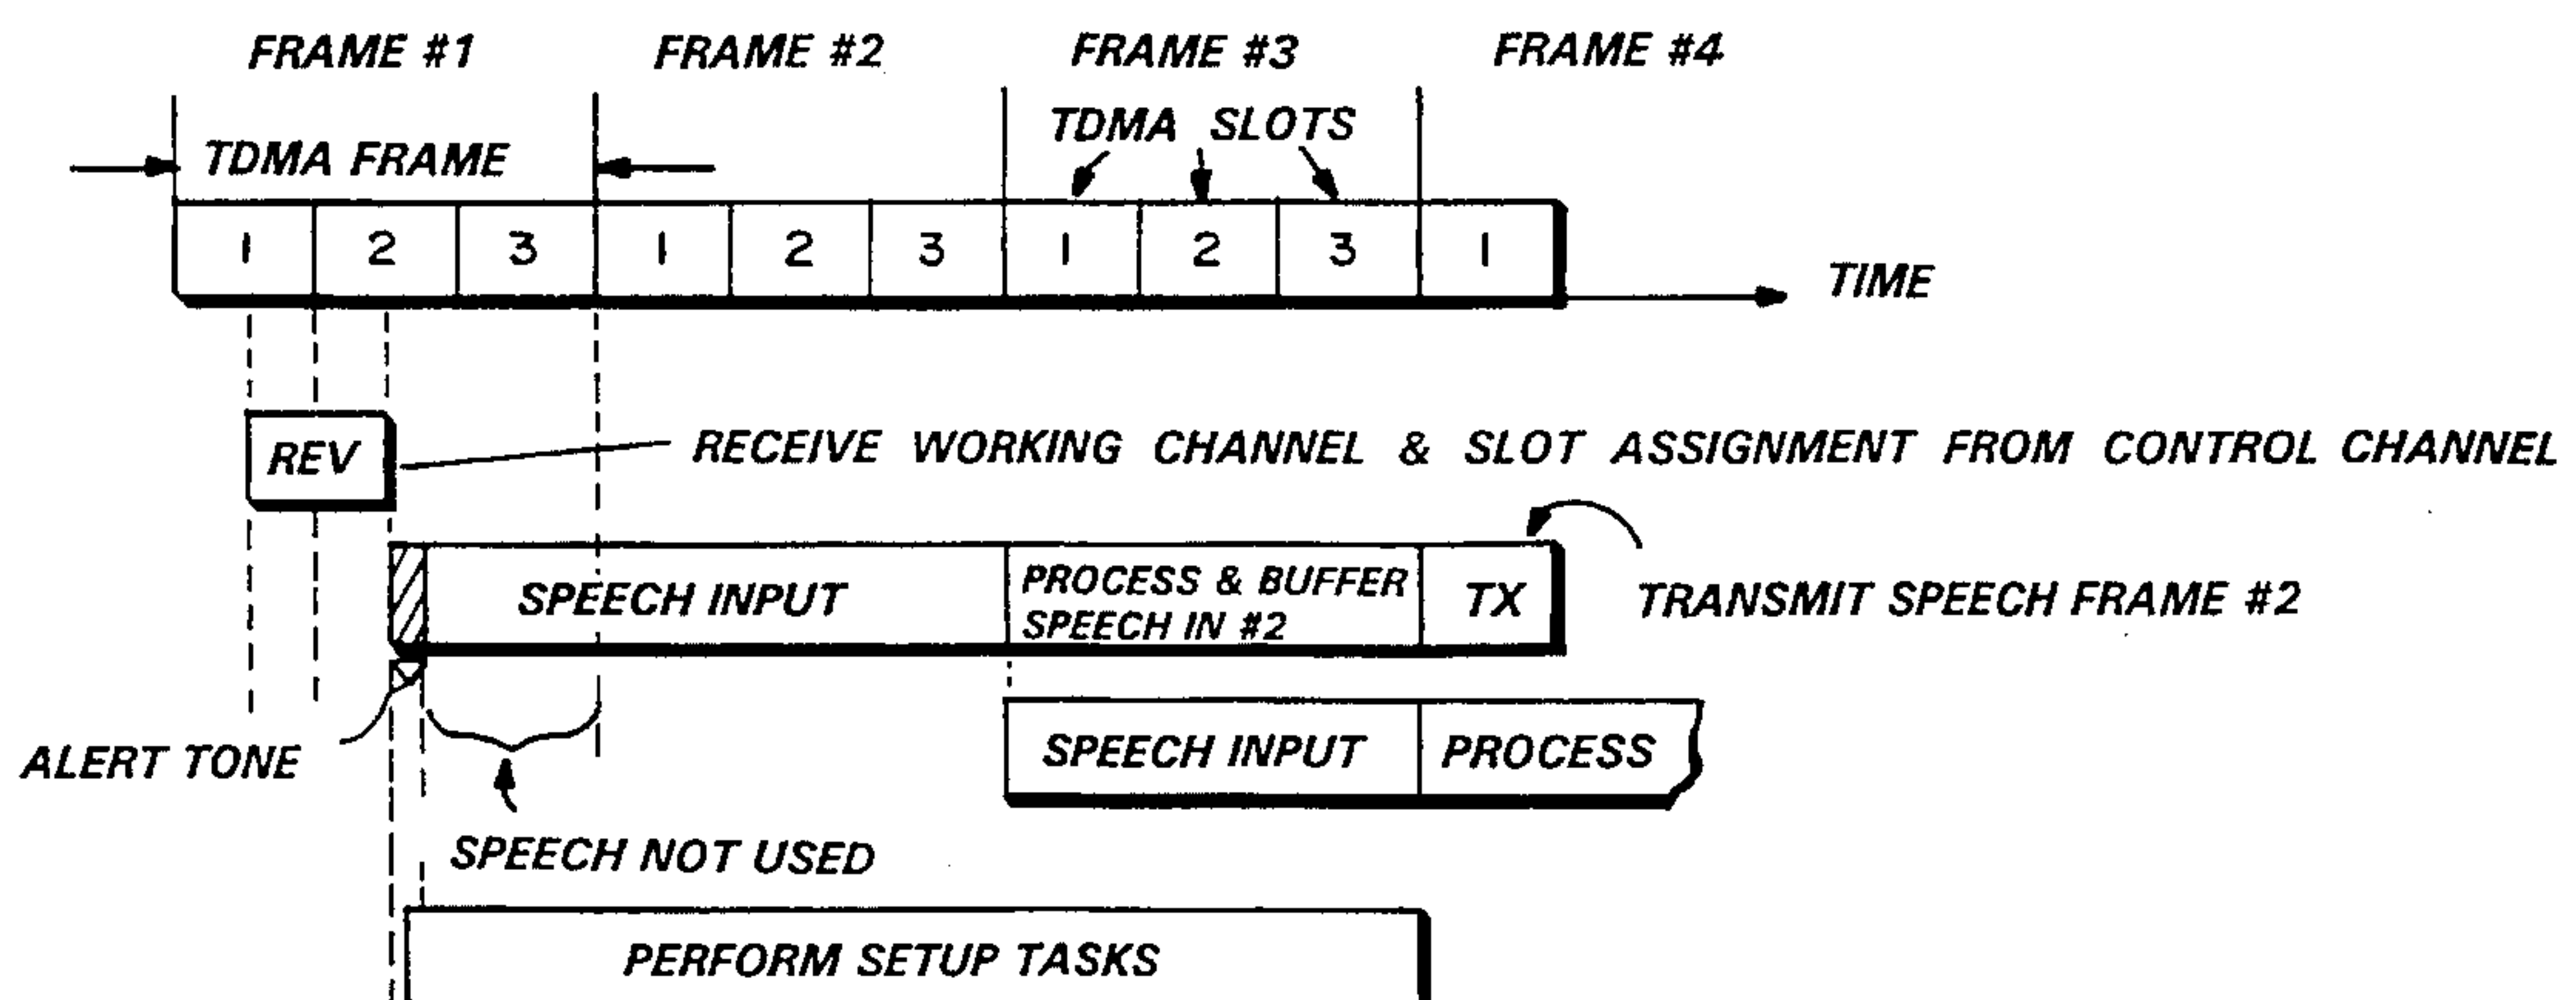 FRAME #1 FRAME #2 FRAME #3 FRAME #4
TDMA FRAME
TDMA SLOTS
1 2 3 1 2 3 1 2 3 1
TIME
REV
RECEIVE WORKING CHANNEL & SLOT ASSIGNMENT FROM CONTROL CHANNEL
SPEECH INPUT
PROCESS & BUFFER
SPEECH IN #2
TX
TRANSMIT SPEECH FRAME #2
ALERT TONE
SPEECH INPUT
PROCESS
SPEECH NOT USED
PERFORM SETUP TASKS